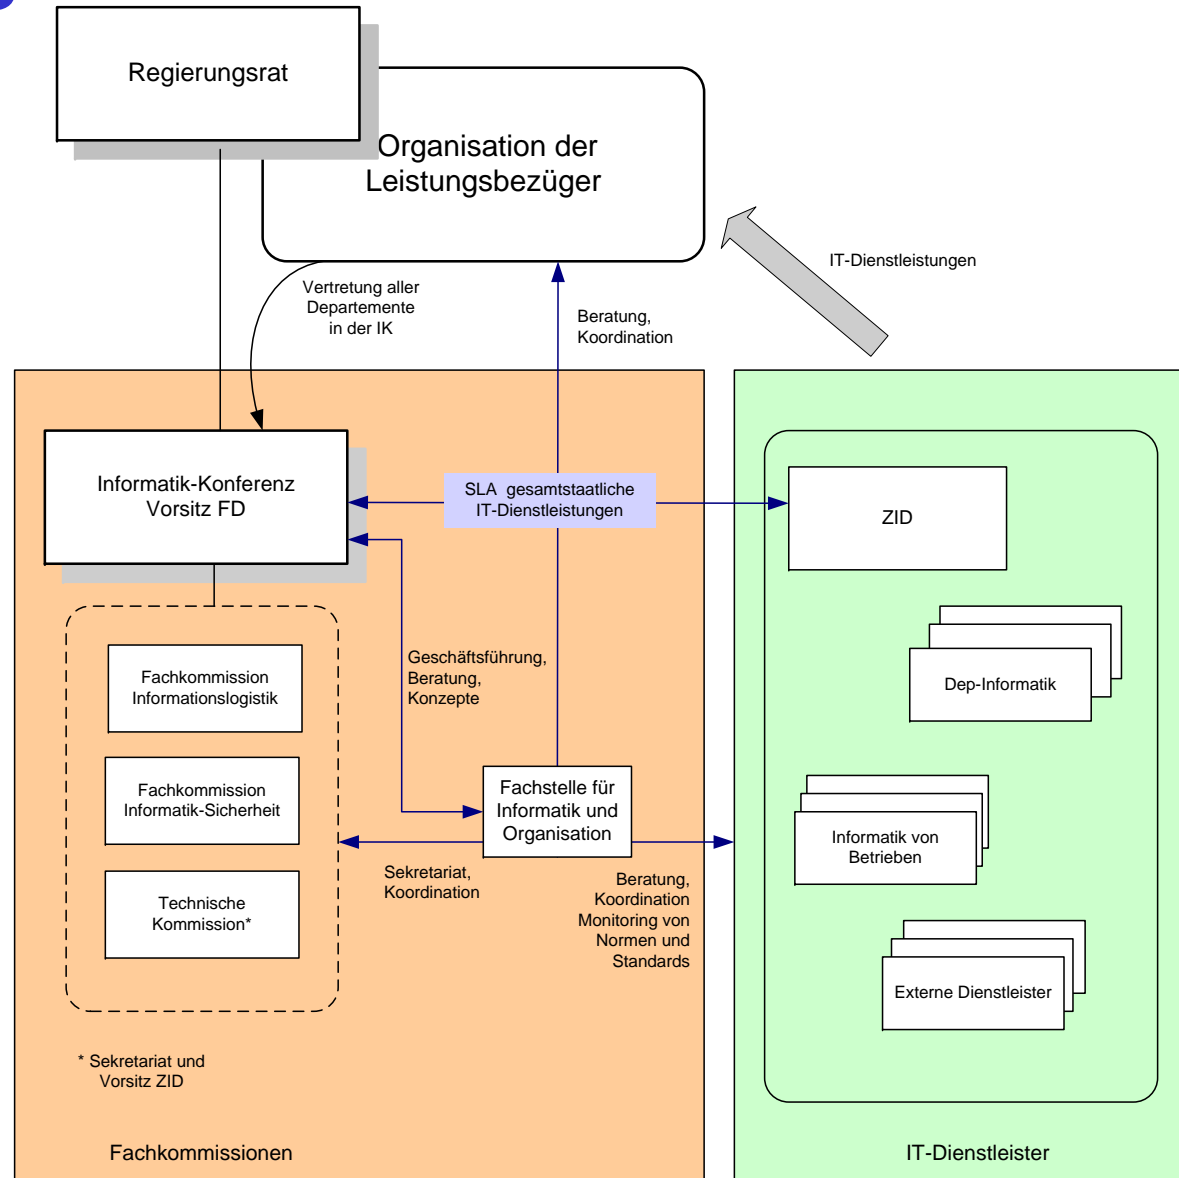 Regierungsrat
Organisation der
Leistungsbezüger
IT-Dienstleistungen
Vertretung aller
Departemente
in der IK
Beratung,
Koordination
Informatik-Konferenz
Vorsitz FD
SLA gesamtstaatliche
IT-Dienstleistungen
ZID
Geschäftsführung,
Beratung,
Konzepte
Fachkommission
Informationslogistik
Dep-Informatik
Fachkommission
Informatik-Sicherheit
Fachstelle für
Informatik und
Organisation
Informatik von
Betrieben
Sekretariat,
Koordination
Beratung,
Koordination
Monitoring von
Normen und
Standards
Technische
Kommission*
Externe Dienstleister
* Sekretariat und
Vorsitz ZID
Fachkommissionen
IT-Dienstleister